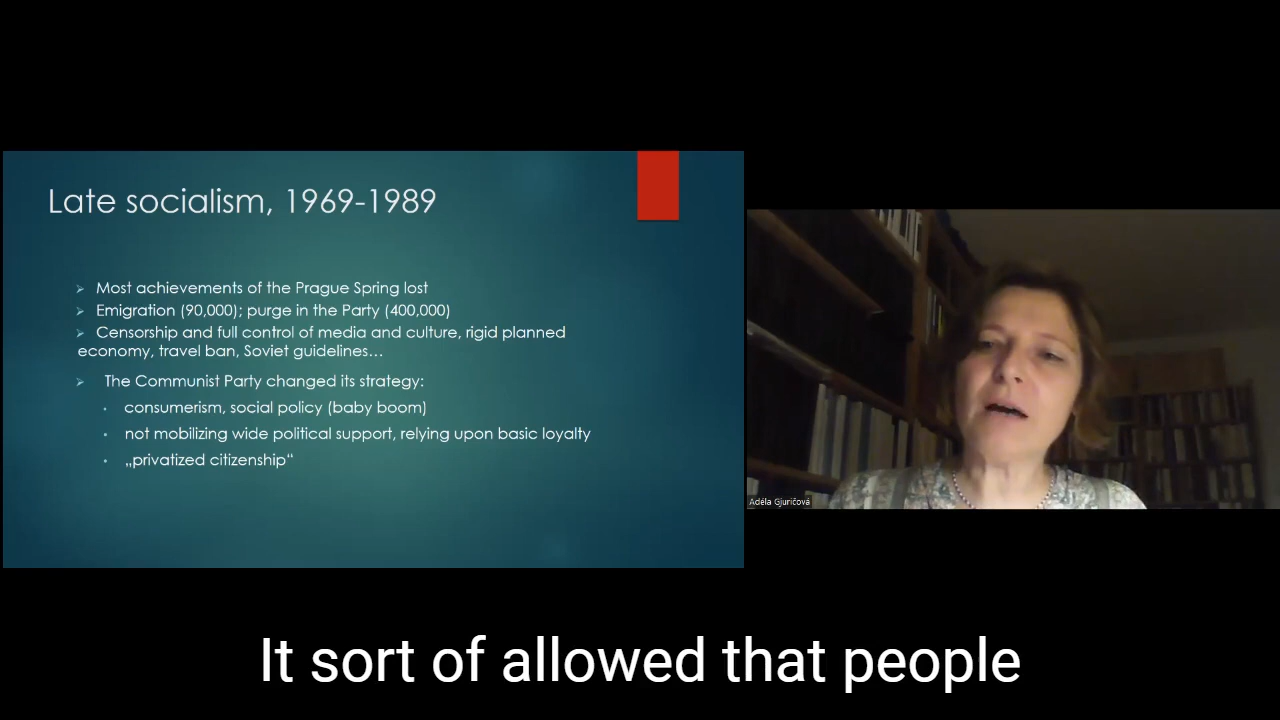 Late socialism, 1969-1989
Most achievements of the Prague Spring lost
Emigration (90,000); purge in the Party (400,000)
Censorship and full control of media and culture, rigid planned
economy, travel ban, Soviet guidelines…
The Communist Party changed its strategy:
consumerism, social policy (baby boom)
not mobilizing wide political support, relying upon basic loyalty
„privatized citizenship“
Adéla Gjuričová
It sort of allowed that people